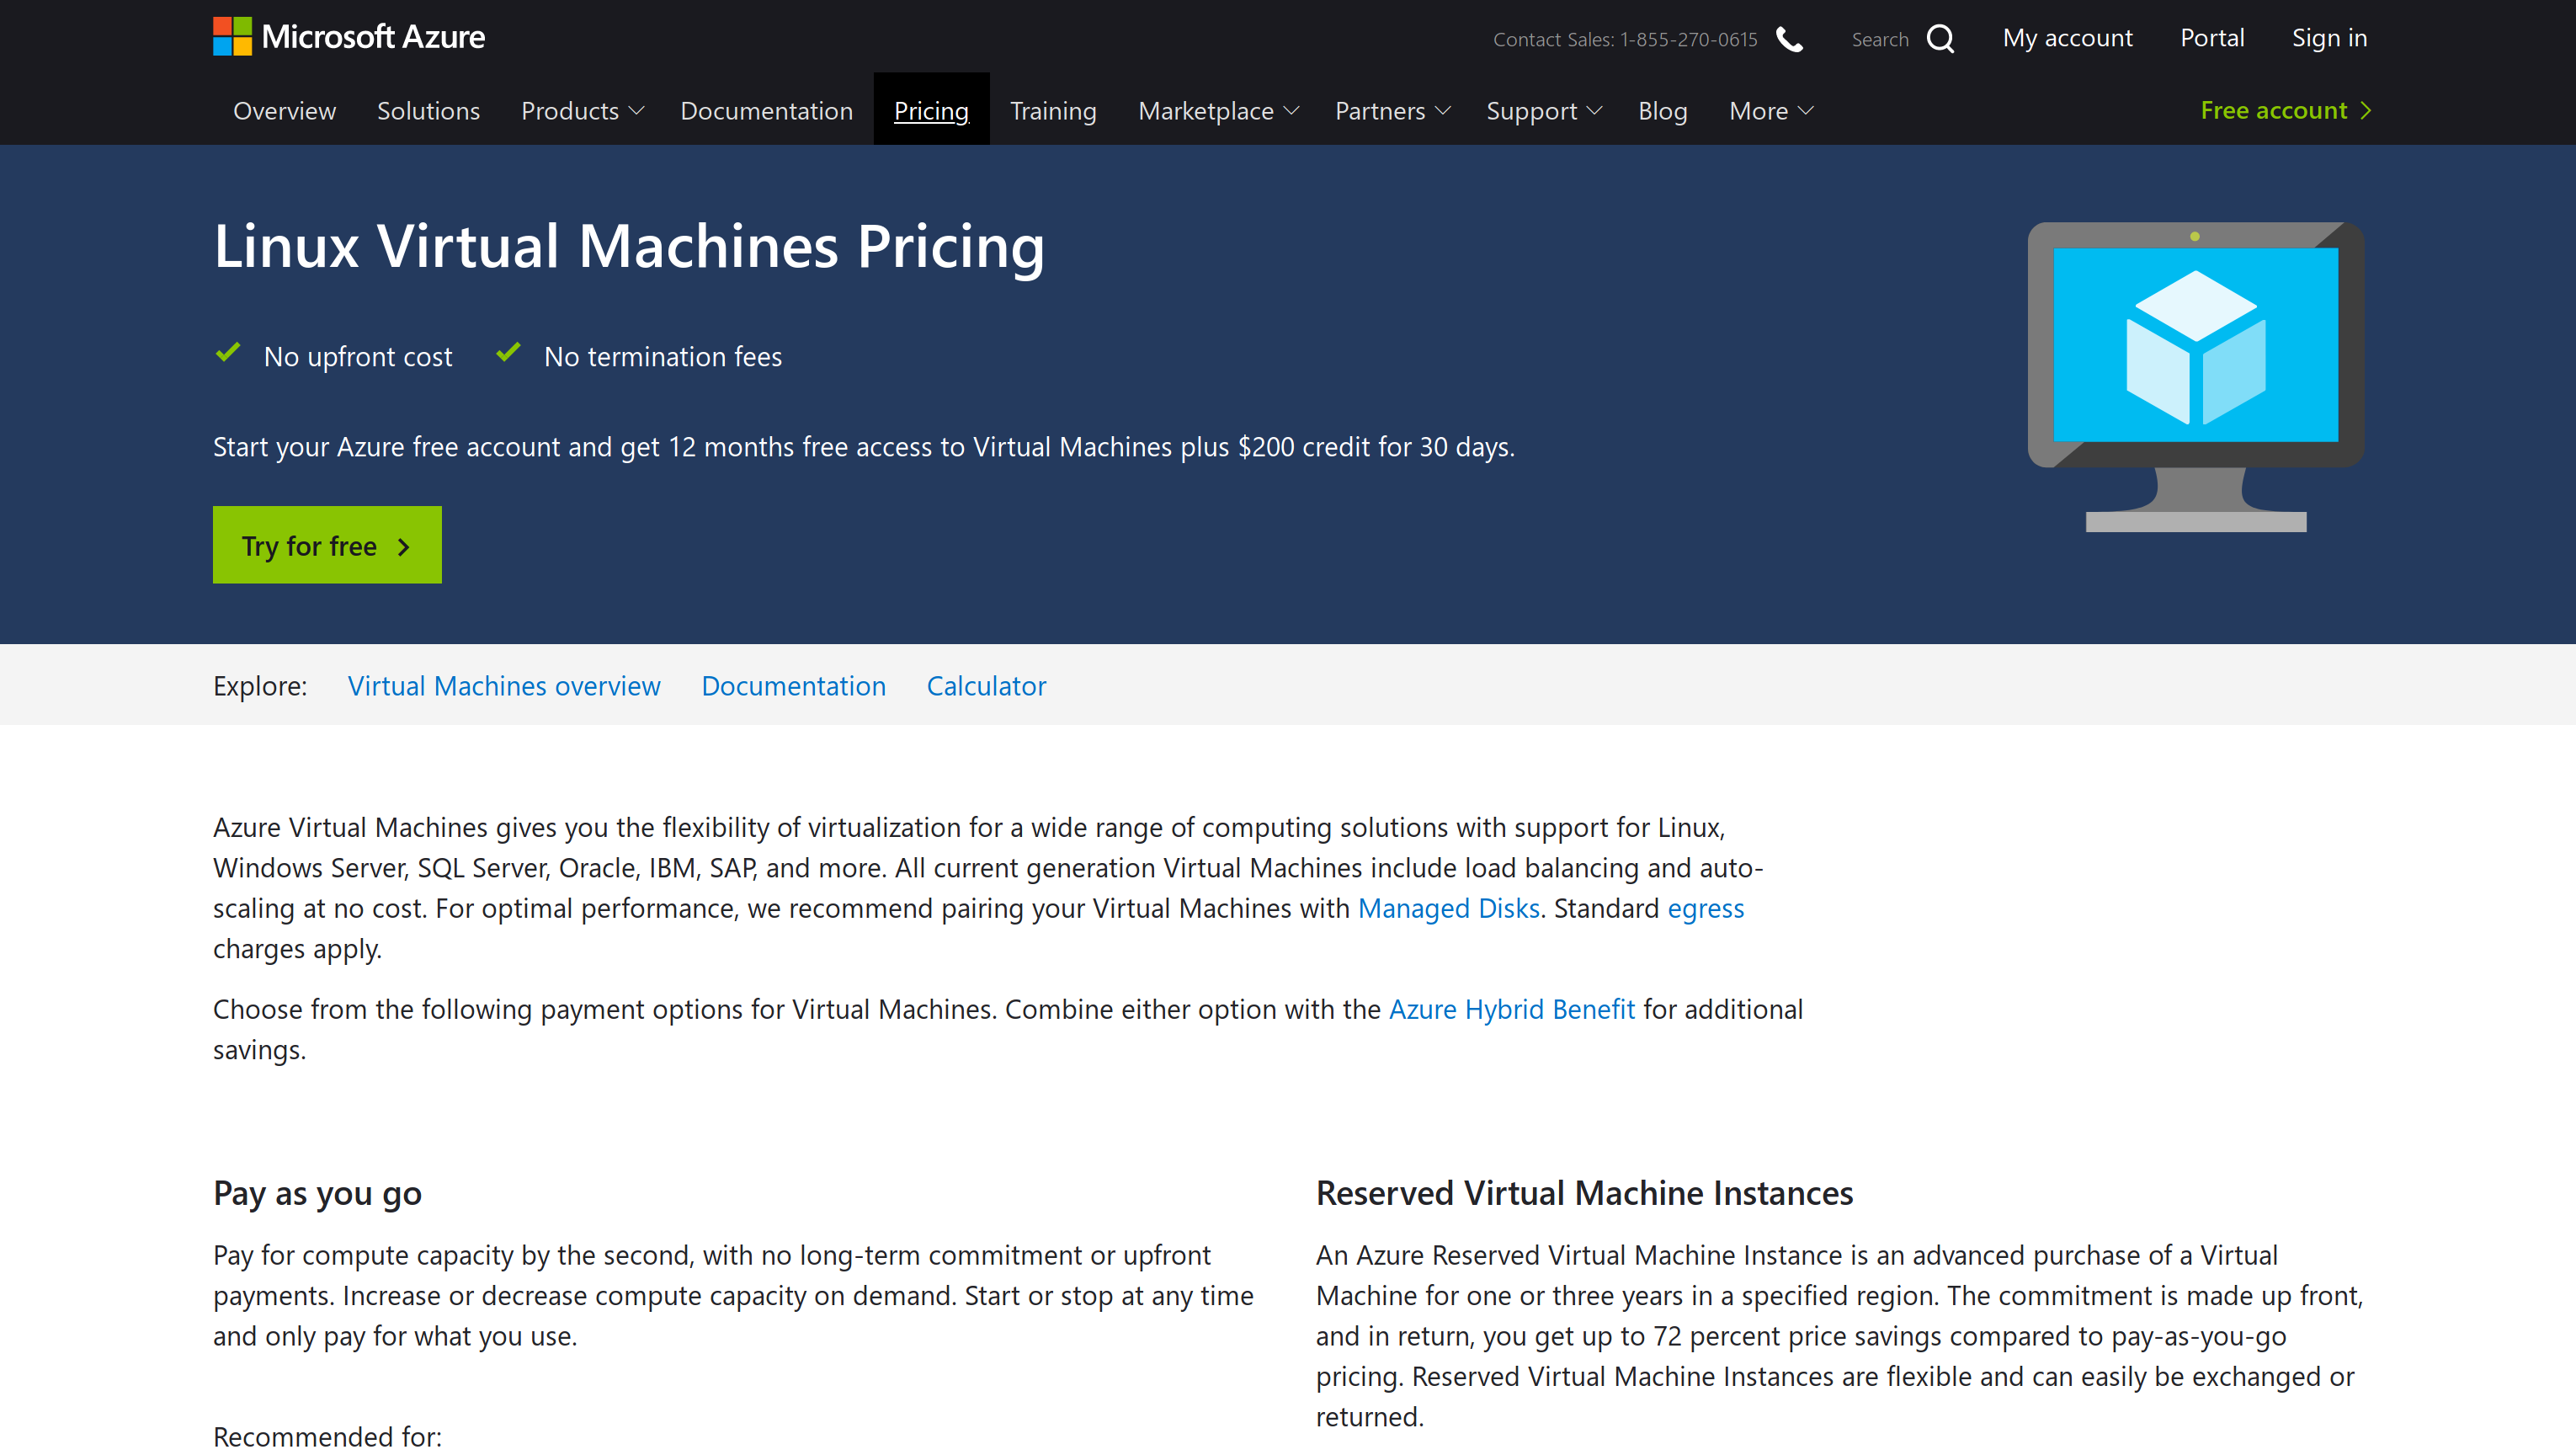 Microsoft Azure
Contact Sales: 1-855-270-0615
Search
My account
Portal
Sign in
Overview
Solutions
Products
Documentation
Pricing
Training
Marketplace
Partners
Support
Blog
More
Free account
Linux Virtual Machines Pricing
No upfront cost
No termination fees
Start your Azure free account and get 12 months free access to Virtual Machines plus $200 credit for 30 days.
Try for free
Explore:
Virtual Machines overview
Documentation
Calculator
Azure Virtual Machines gives you the flexibility of virtualization for a wide range of computing solutions with support for Linux,
Windows Server, SQL Server, Oracle, IBM, SAP, and more. All current generation Virtual Machines include load balancing and auto-
scaling at no cost. For optimal performance, we recommend pairing your Virtual Machines with Managed Disks. Standard egress
charges apply.
Choose from the following payment options for Virtual Machines. Combine either option with the Azure Hybrid Benefit for additional
savings.
Pay as you go
Pay for compute capacity by the second, with no long-term commitment or upfront
payments. Increase or decrease compute capacity on demand. Start or stop at any time
and only pay for what you use.
Recommended for:
Reserved Virtual Machine Instances
An Azure Reserved Virtual Machine Instance is an advanced purchase of a Virtual
Machine for one or three years in a specified region. The commitment is made up front,
and in return, you get up to 72 percent price savings compared to pay-as-you-go
pricing. Reserved Virtual Machine Instances are flexible and can easily be exchanged or
returned.